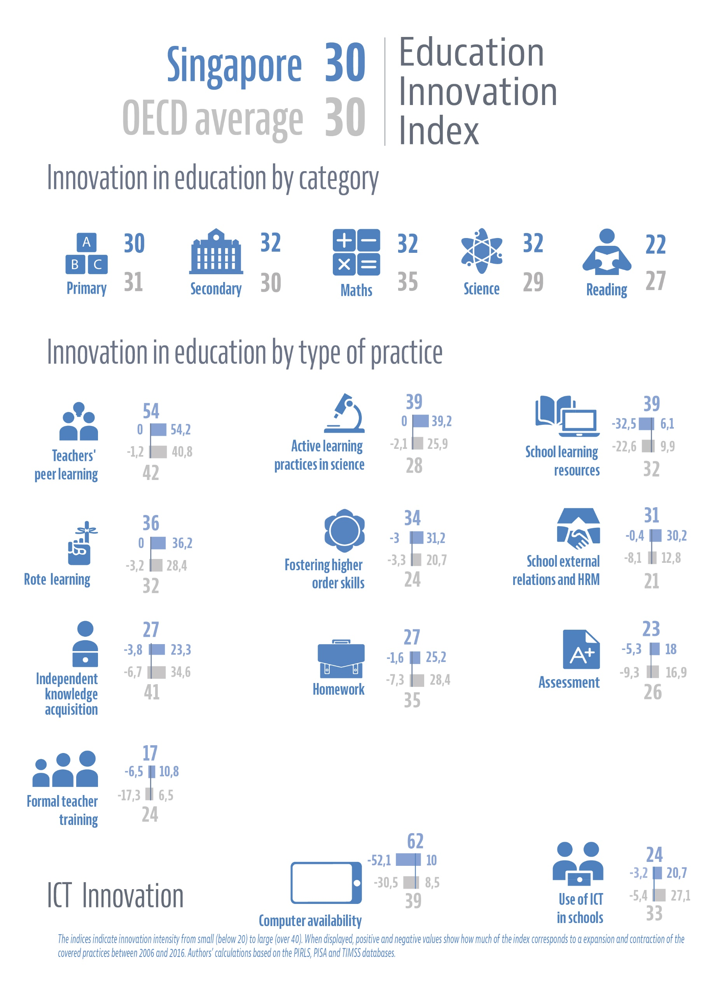 Singapore 30
OECD average 30
Education
Innovation
Index
Innovation in education by category
A
B C
Primary
30
31
Secondary
32
30
Maths
32
35
Science
32
29
Reading
22
27
Innovation in education by type of practice
Teachers'
peer learning
54
0 54,2
-1,2 40,8
42
Active learning
practices in science
39
0 39,2
-2,1 25,9
28
School learning
resources
39
-32,5 6,1
-22,6 9,9
32
Rote learning
36
0 36,2
-3,2 28,4
32
Fostering higher
order skills
34
-3 31,2
-3,3 20,7
24
School external
relations and HRM
31
-0,4 30,2
-8,1 12,8
21
Independent
knowledge
acquisition
27
-3,8 23,3
-6,7 34,6
41
Homework
27
-1,6 25,2
-7,3 28,4
35
A+
Assessment
23
-5,3 18
-9,3 16,9
26
Formal teacher
training
17
-6,5 10,8
-17,3 6,5
24
ICT Innovation
Computer availability
62
-52,1 10
-30,5 8,5
39
Use of ICT
in schools
24
-3,2 20,7
-5,4 27,1
33
The indices indicate innovation intensity from small (below 20) to large (over 40). When displayed, positive and negative values show how much of the index corresponds to a expansion and contraction of the
covered practices between 2006 and 2016. Authors' calculations based on the PIRLS, PISA and TIMSS databases.